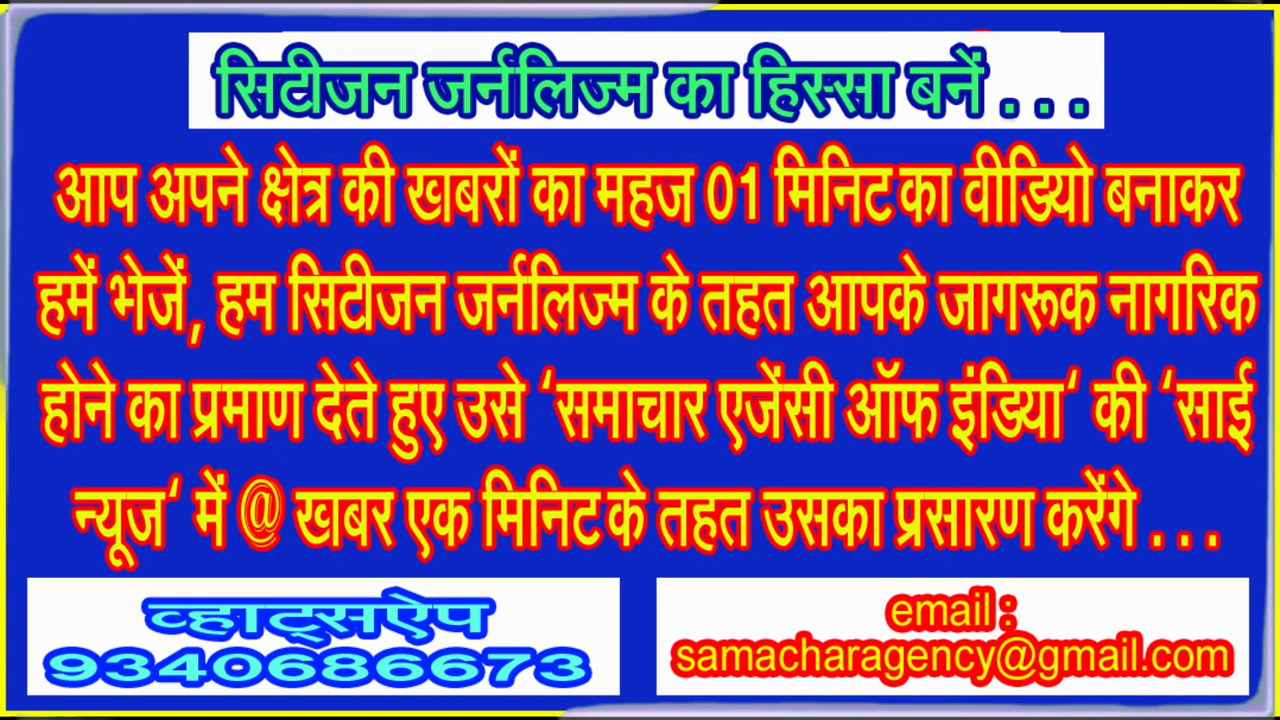 सिटीजन जर्नलिज्म का हिस्सा बनें . . .
आप अपने क्षेत्र की खबरों का महज 01 मिनिट का वीडियो बनाकर
हमें भेजें, हम सिटीजन जर्नलिज्म के तहत आपके जागरूक नागरिक
होने का प्रमाण देते हुए उसे ‘समाचार एजेंसी ऑफ इंडिया‘ की ‘साई
न्यूज‘ में @ खबर एक मिनिट के तहत उसका प्रसारण करेंगे . . .
व्हाट्सऐप
9340686673
email :
samacharagency@gmail.com